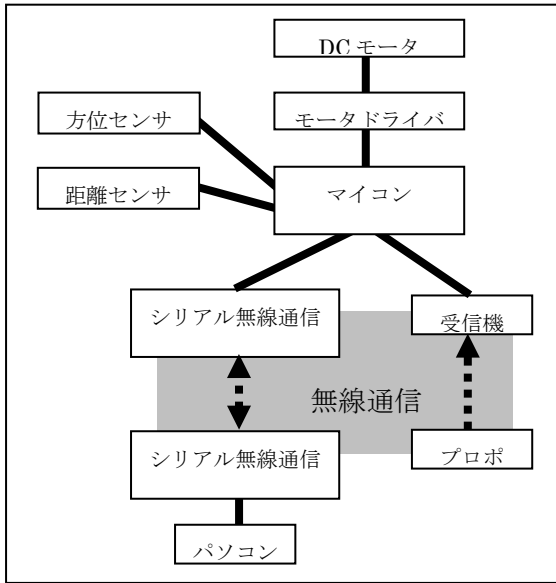 DCモータ
方位センサ
モータドライバ
距離センサ
マイコン
シリアル無線通信
受信機
無線通信
シリアル無線通信
プロポ
パソコン